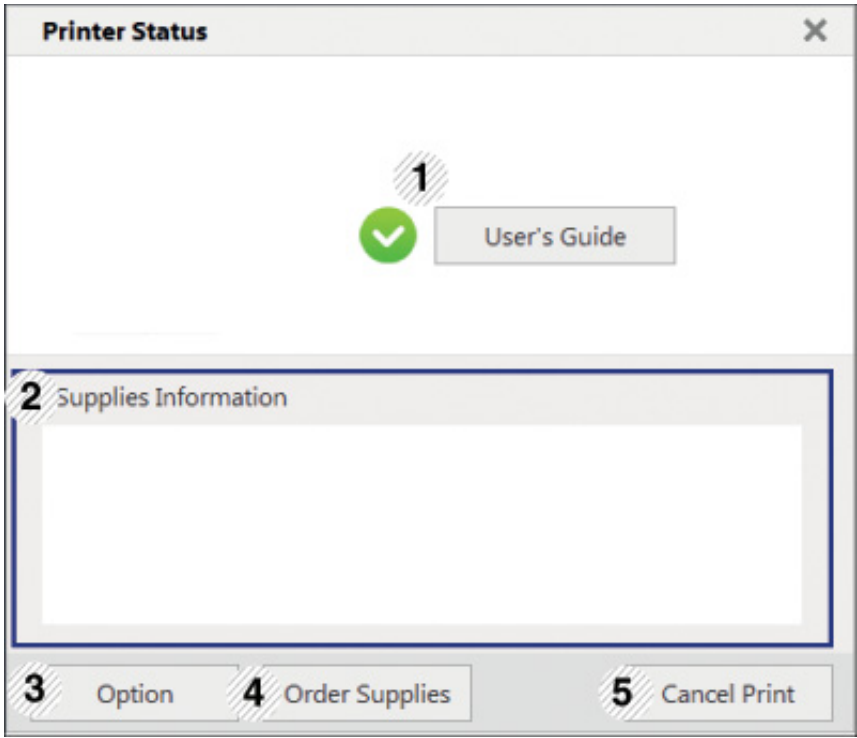 Printer Status
1
User's Guide
2 Supplies Information
3 Option 4 Order Supplies 5 Cancel Print